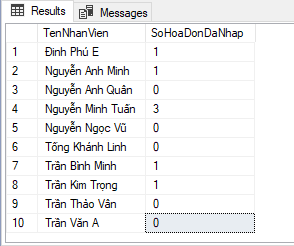 Results Messages
TenNhanVien SoHoaDonDaNhap
1 Đinh Phú E 1
2 Nguyễn Anh Minh 1
3 Nguyễn Anh Quân 0
4 Nguyễn Minh Tuấn 3
5 Nguyễn Ngọc Vũ 0
6 Tống Khánh Linh 0
7 Trần Bình Minh 1
8 Trần Kim Trọng 1
9 Trần Thảo Vân 0
10 Trần Văn A 0